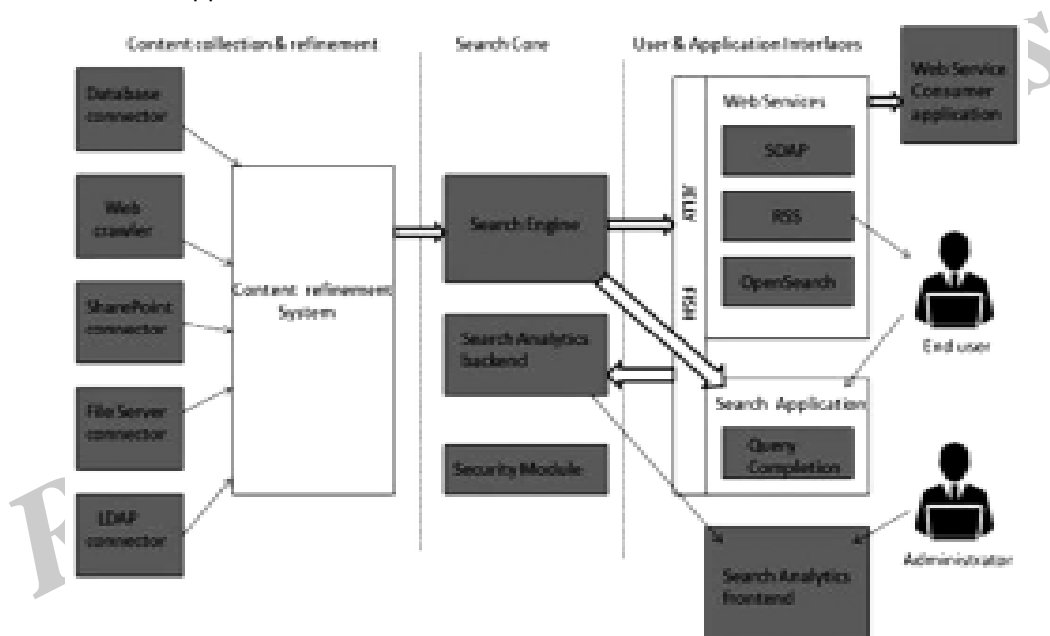 Content collection & refinement
Search Core
User & Application Interfaces
Database
connector
Web
crawler
SharePoint
connector
File Server
connector
LDAP
connector
Content refinement
System
Search Engine
Search Analytics
backend
Security Module
Web Services
SOAP
RSS
OpenSearch
Search Application
Query
Completion
Search Analytics
frontend
Web Service
Consumer
application
End user
Administrator